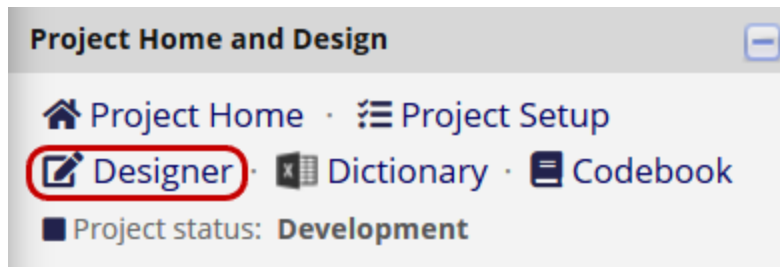 Project Home and Design
Project Home · Project Setup
Designer · Dictionary · Codebook
Project status: Development